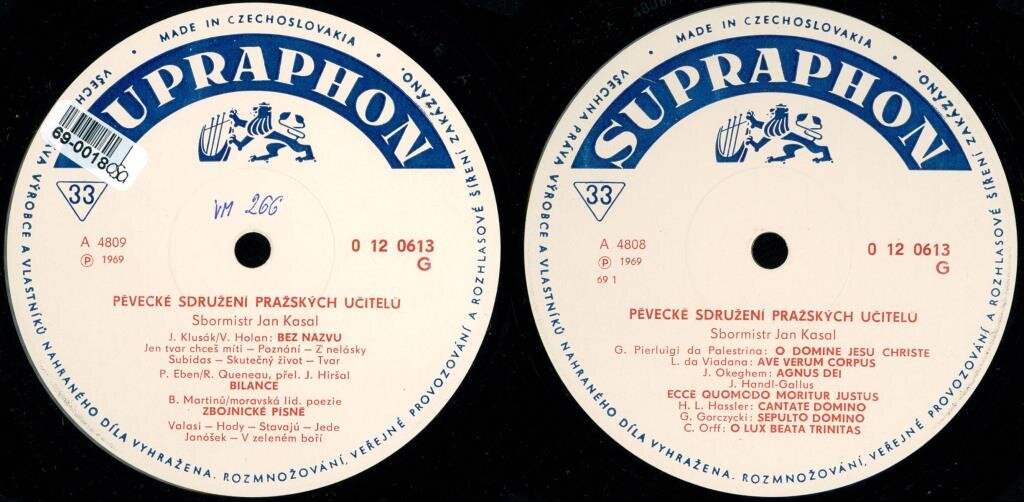 MADE IN CZECHOSLOVAKIA
SUPRAPHON
69-0018
33
VM 266
A 4809
0 12 0613
Ⓟ 1969
G
PĚVECKÉ SDRUŽENÍ PRAŽSKÝCH UČITELŮ
Sbormistr Jan Kasal
J. Klusák/V. Holan: BEZ NÁZVU
Jen tvar chceš míti – Poznání – Z nelásky
Subidas – Skutečný život – Tvar
P. Eben/R. Queneau, přel. J. Hiršal
BILANCE
B. Martinů/moravská lid. poezie
ZBOJNICKÉ PÍSNĚ
Valasi – Hody – Stavajú – Jede
Janóšek – V zeleném boří
VŠECHNA PRÁVA VÝROBCE A VLASTNÍKŮ NAHRANÉHO DÍLA VYHRAŽENA. ROZMNOŽOVÁNÍ, VEŘEJNÉ PROVOZOVÁNÍ A ROZHLASOVÉ ŠÍŘENÍ ZAKÁZÁNO.
MADE IN CZECHOSLOVAKIA
SUPRAPHON
33
A 4808
0 12 0613
Ⓟ 1969
G
69 1
PĚVECKÉ SDRUŽENÍ PRAŽSKÝCH UČITELŮ
Sbormistr Jan Kasal
G. Pierluigi da Palestrina: O DOMINE JESU CHRISTE
L. da Viadana: AVE VERUM CORPUS
J. Okeghem: AGNUS DEI
J. Handl-Gallus
ECCE QUOMODO MORITUR JUSTUS
H. L. Hassler: CANTATE DOMINO
G. Gorczycki: SEPULTO DOMINO
C. Orff: O LUX BEATA TRINITAS
VŠECHNA PRÁVA VÝROBCE A VLASTNÍKŮ NAHRANÉHO DÍLA VYHRAŽENA. ROZMNOŽOVÁNÍ, VEŘEJNÉ PROVOZOVÁNÍ A ROZHLASOVÉ ŠÍŘENÍ ZAKÁZÁNO.